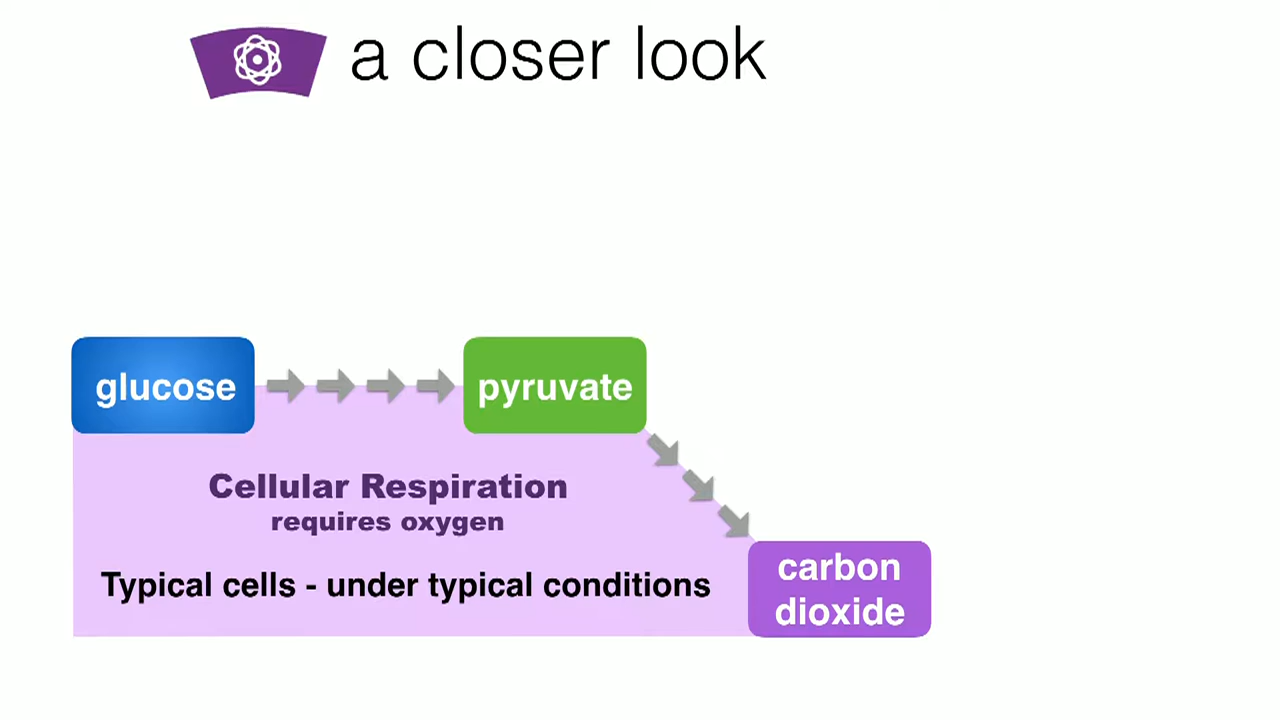 a closer look
glucose
pyruvate
Cellular Respiration
requires oxygen
Typical cells - under typical conditions
carbon
dioxide